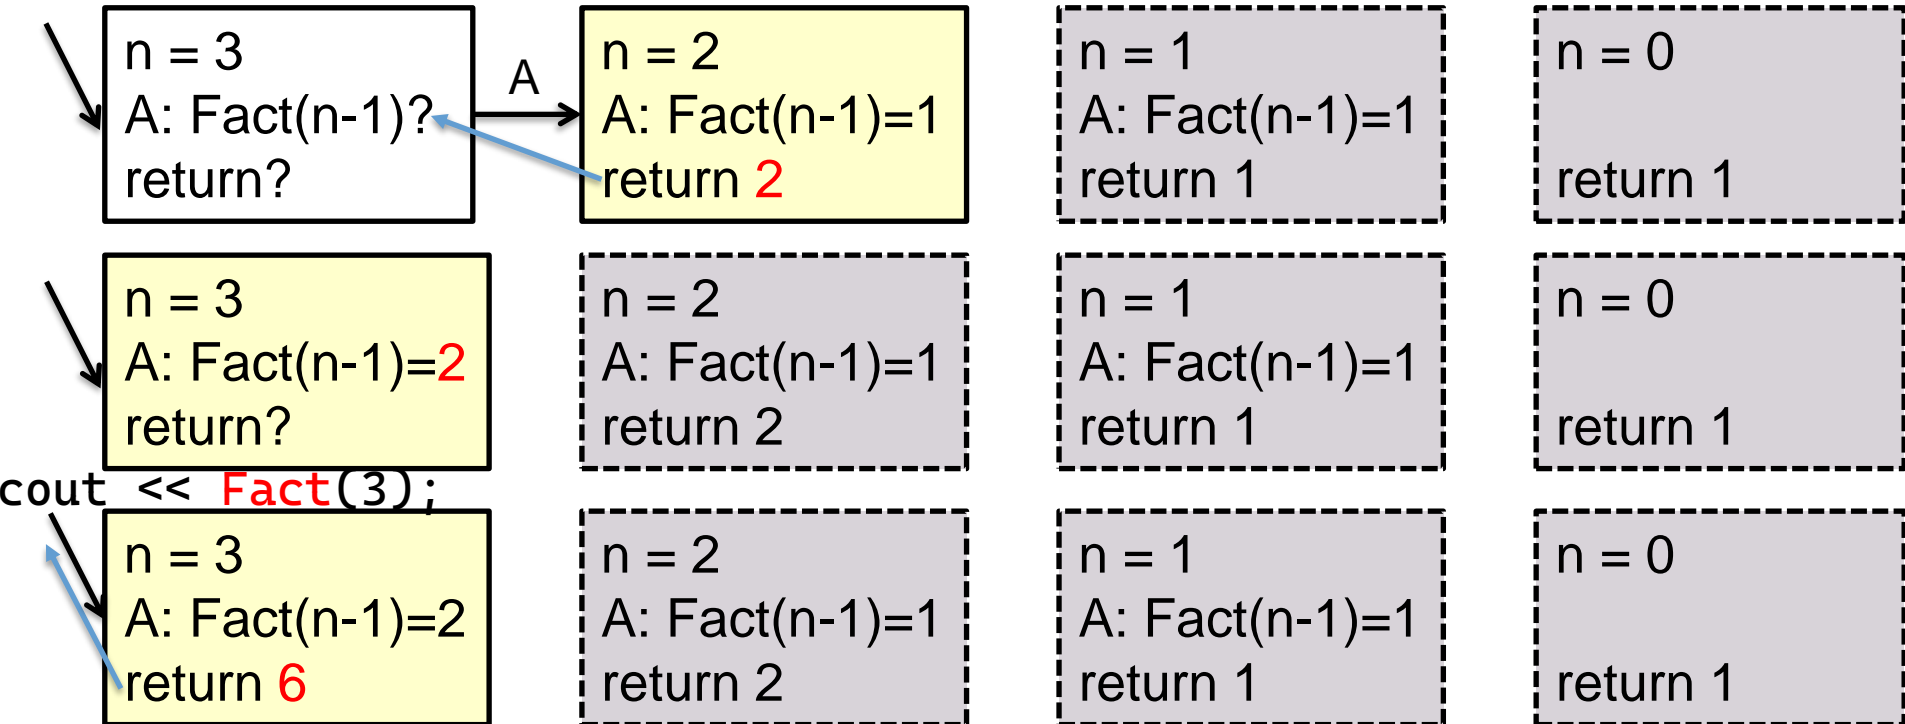 n = 3
A: Fact(n-1)?
return?
A
n = 2
A: Fact(n-1)=1
return 2
n = 1
A: Fact(n-1)=1
return 1
n = 0
return 1
n = 3
A: Fact(n-1)=2
return?
n = 2
A: Fact(n-1)=1
return 2
n = 1
A: Fact(n-1)=1
return 1
n = 0
return 1
cout << Fact(3);
n = 3
A: Fact(n-1)=2
return 6
n = 2
A: Fact(n-1)=1
return 2
n = 1
A: Fact(n-1)=1
return 1
n = 0
return 1